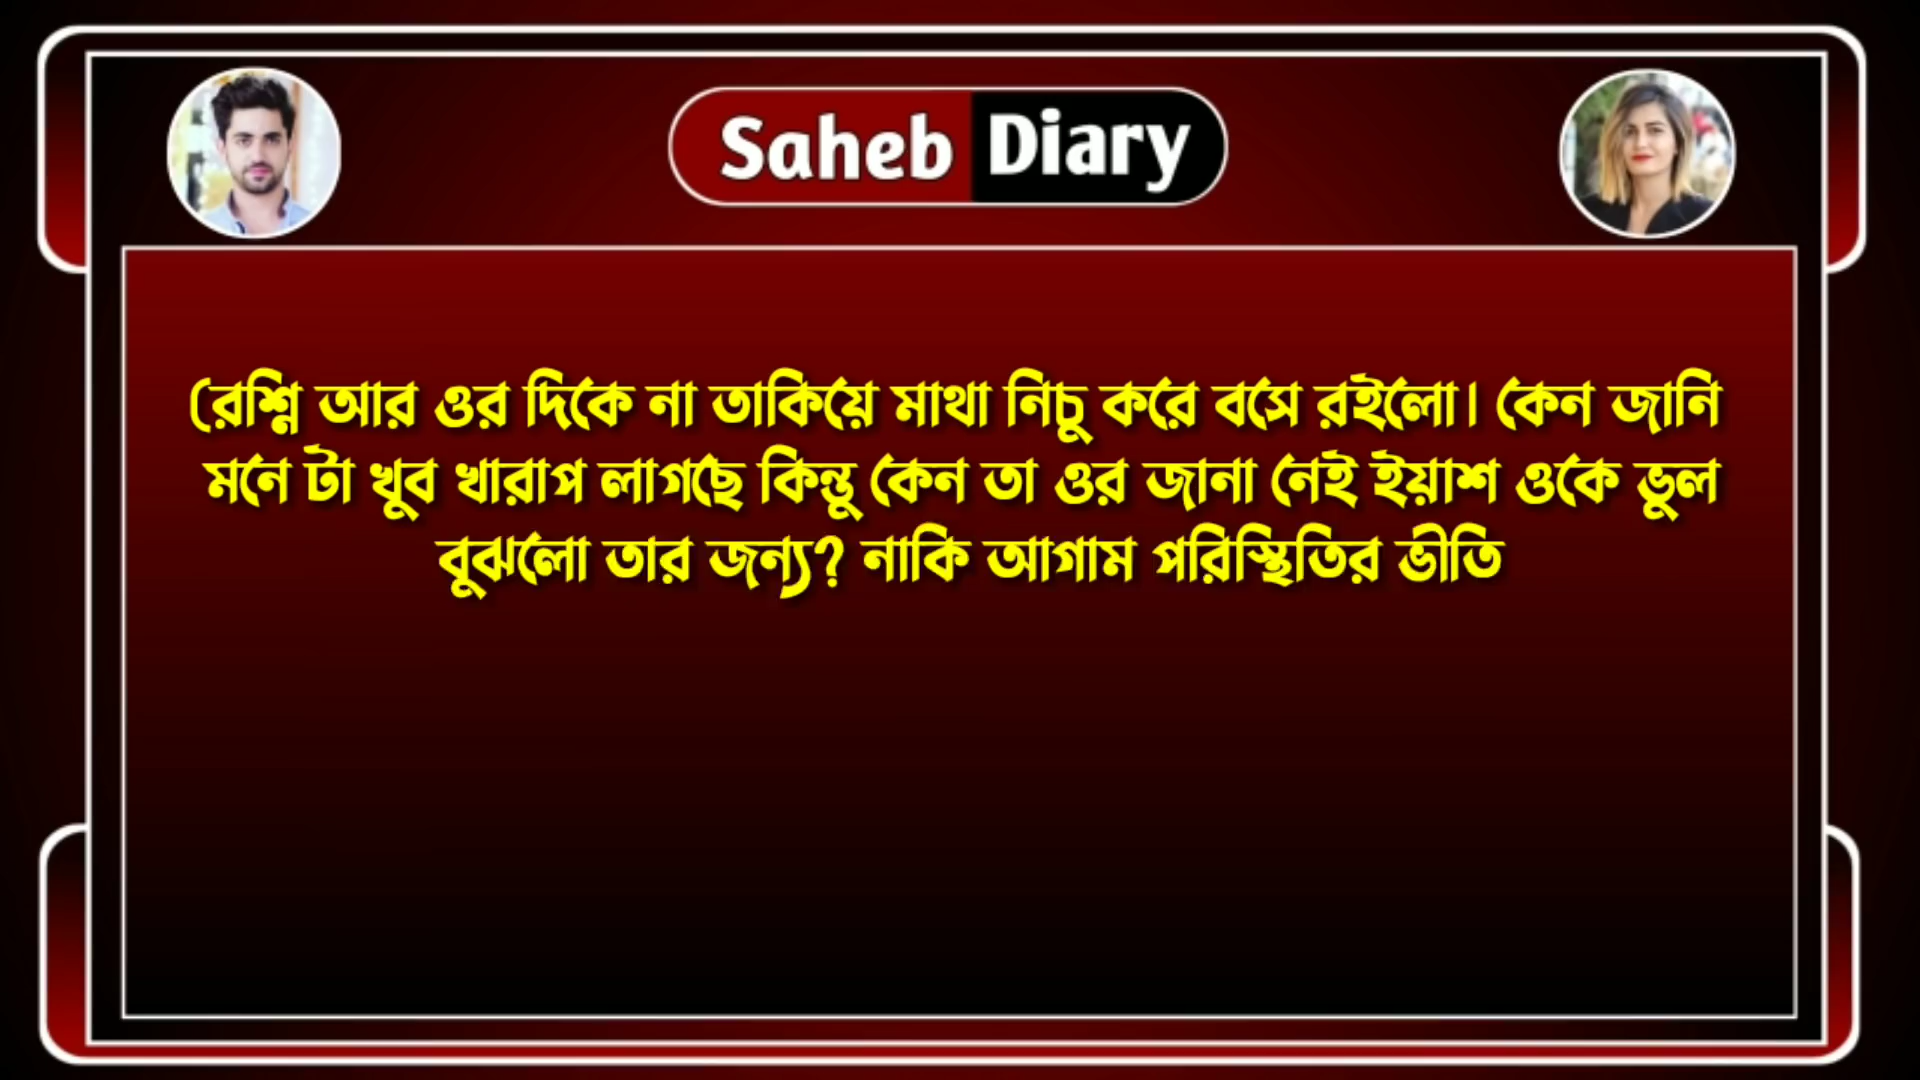 Saheb Diary
রেশ্নি আর ওর দিকে না তাকিয়ে মাথা নিচু করে বসে রইলো। কেন জানি
মনে টা খুব খারাপ লাগছে কিন্তু কেন তা ওর জানা নেই ইয়াশ ওকে ভুল
বুঝলো তার জন্য? নাকি আগাম পরিস্থিতির ভীতি